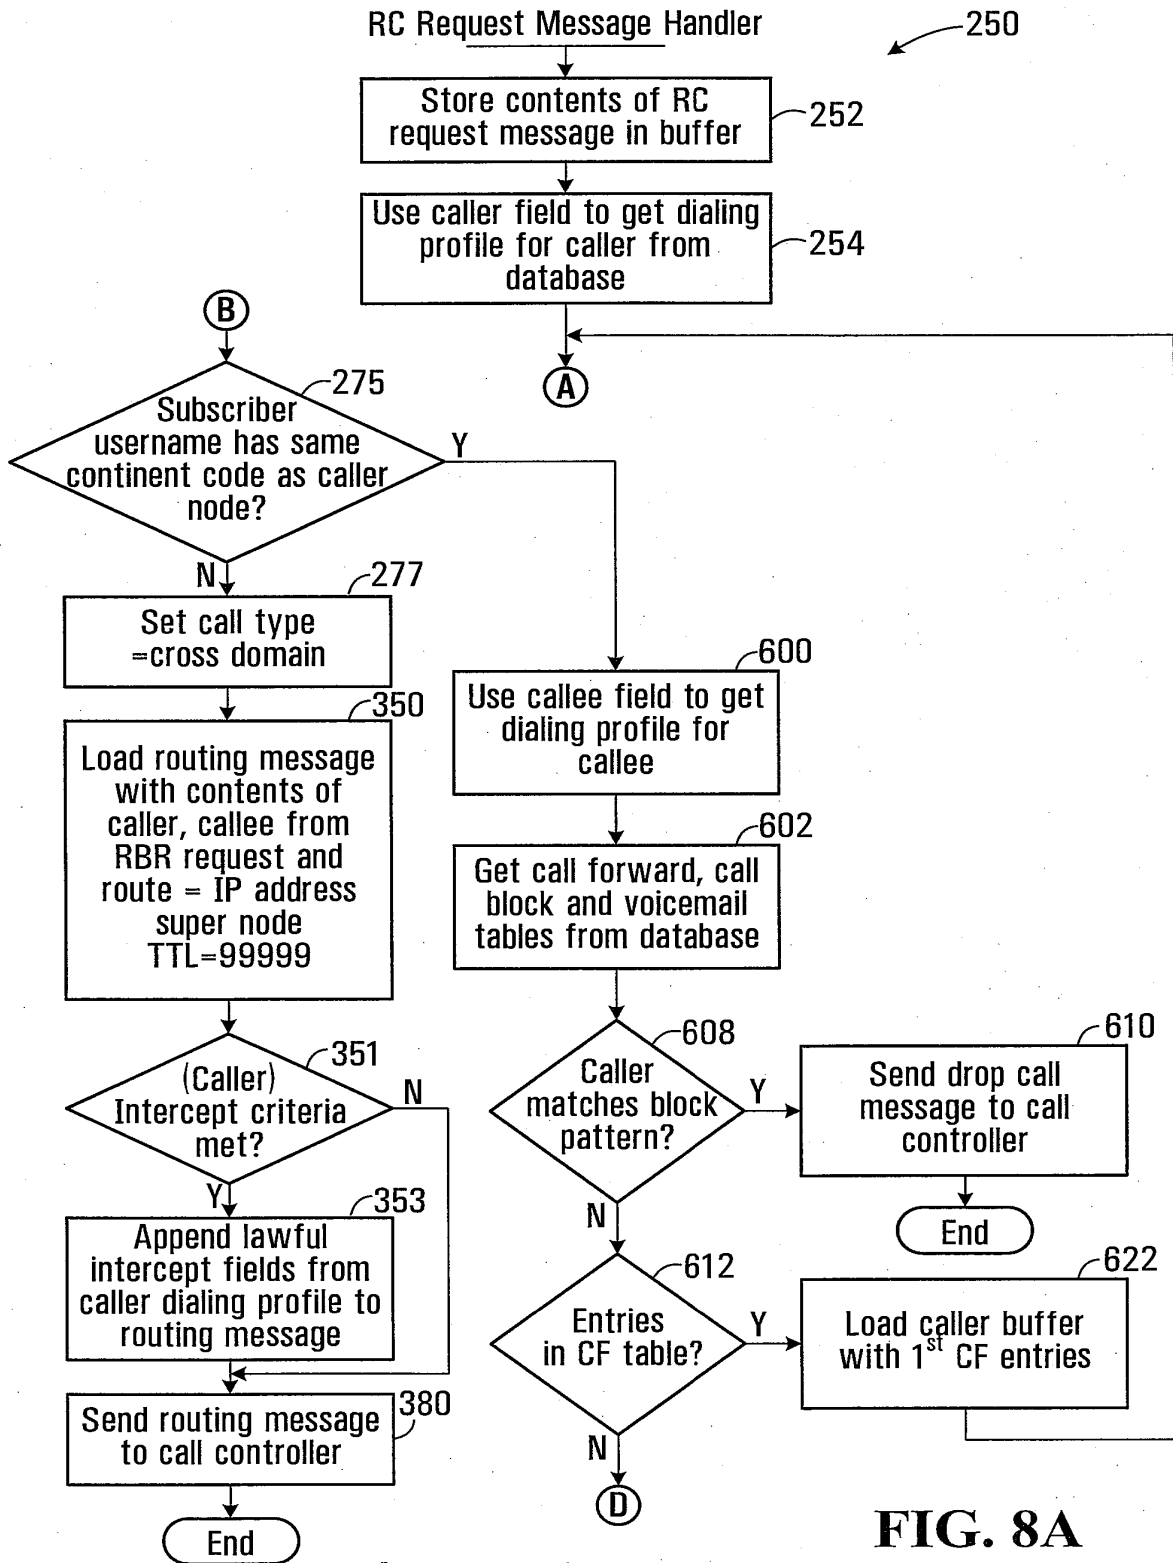 RC Request Message Handler
250
Store contents of RC
request message in buffer
252
Use caller field to get dialing
profile for caller from
database
254
B
A
275
Subscriber
username has same
continent code as caller
node?
Y
N
277
Set call type
=cross domain
350
Load routing message
with contents of
caller, callee from
RBR request and
route = IP address
super node
TTL=99999
351
(Caller)
Intercept criteria
met?
N
Y
353
Append lawful
intercept fields from
caller dialing profile to
routing message
380
Send routing message
to call controller
End
600
Use callee field to get
dialing profile for
callee
602
Get call forward, call
block and voicemail
tables from database
608
Caller
matches block
pattern?
Y
N
610
Send drop call
message to call
controller
End
612
Entries
in CF table?
Y
N
622
Load caller buffer
with 1st CF entries
D
FIG. 8A